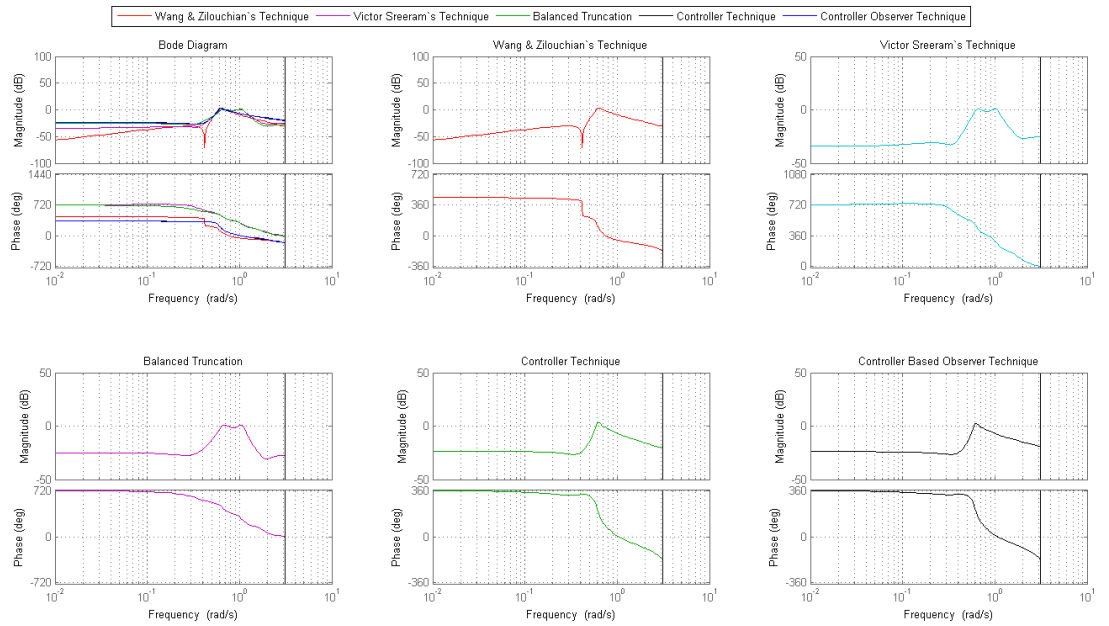 Wang & Zilouchian`s Technique Victor Sreeram`s Technique Balanced Truncation Controller Technique Controller Observer Technique
Bode Diagram
Magnitude (dB)
100
50
0
-50
-100
Phase (deg)
1440
720
0
-720
10^-2 10^-1 10^0 10^1
Frequency (rad/s)
Wang & Zilouchian`s Technique
Magnitude (dB)
100
50
0
-50
-100
Phase (deg)
720
360
0
-360
10^-2 10^-1 10^0 10^1
Frequency (rad/s)
Victor Sreeram`s Technique
Magnitude (dB)
50
0
-50
Phase (deg)
1080
720
360
0
10^-2 10^-1 10^0 10^1
Frequency (rad/s)
Balanced Truncation
Magnitude (dB)
50
0
-50
Phase (deg)
720
0
-720
10^-2 10^-1 10^0 10^1
Frequency (rad/s)
Controller Technique
Magnitude (dB)
50
0
-50
Phase (deg)
360
0
-360
10^-2 10^-1 10^0 10^1
Frequency (rad/s)
Controller Based Observer Technique
Magnitude (dB)
50
0
-50
Phase (deg)
360
0
-360
10^-2 10^-1 10^0 10^1
Frequency (rad/s)